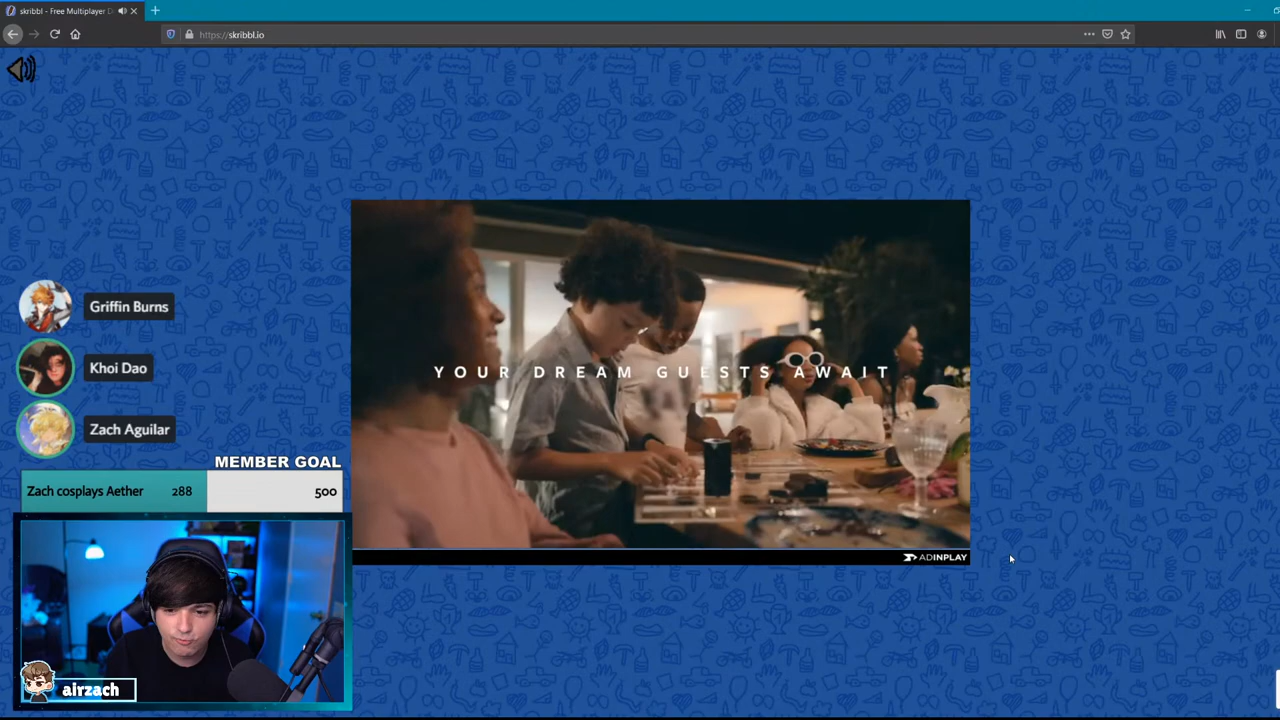 skribbl - Free Multiplayer D
https://skribbl.io
YOUR DREAM GUESTS AWAIT
ADINPLAY
Griffin Burns
Khoi Dao
Zach Aguilar
MEMBER GOAL
Zach cosplays Aether 288 500
airzach